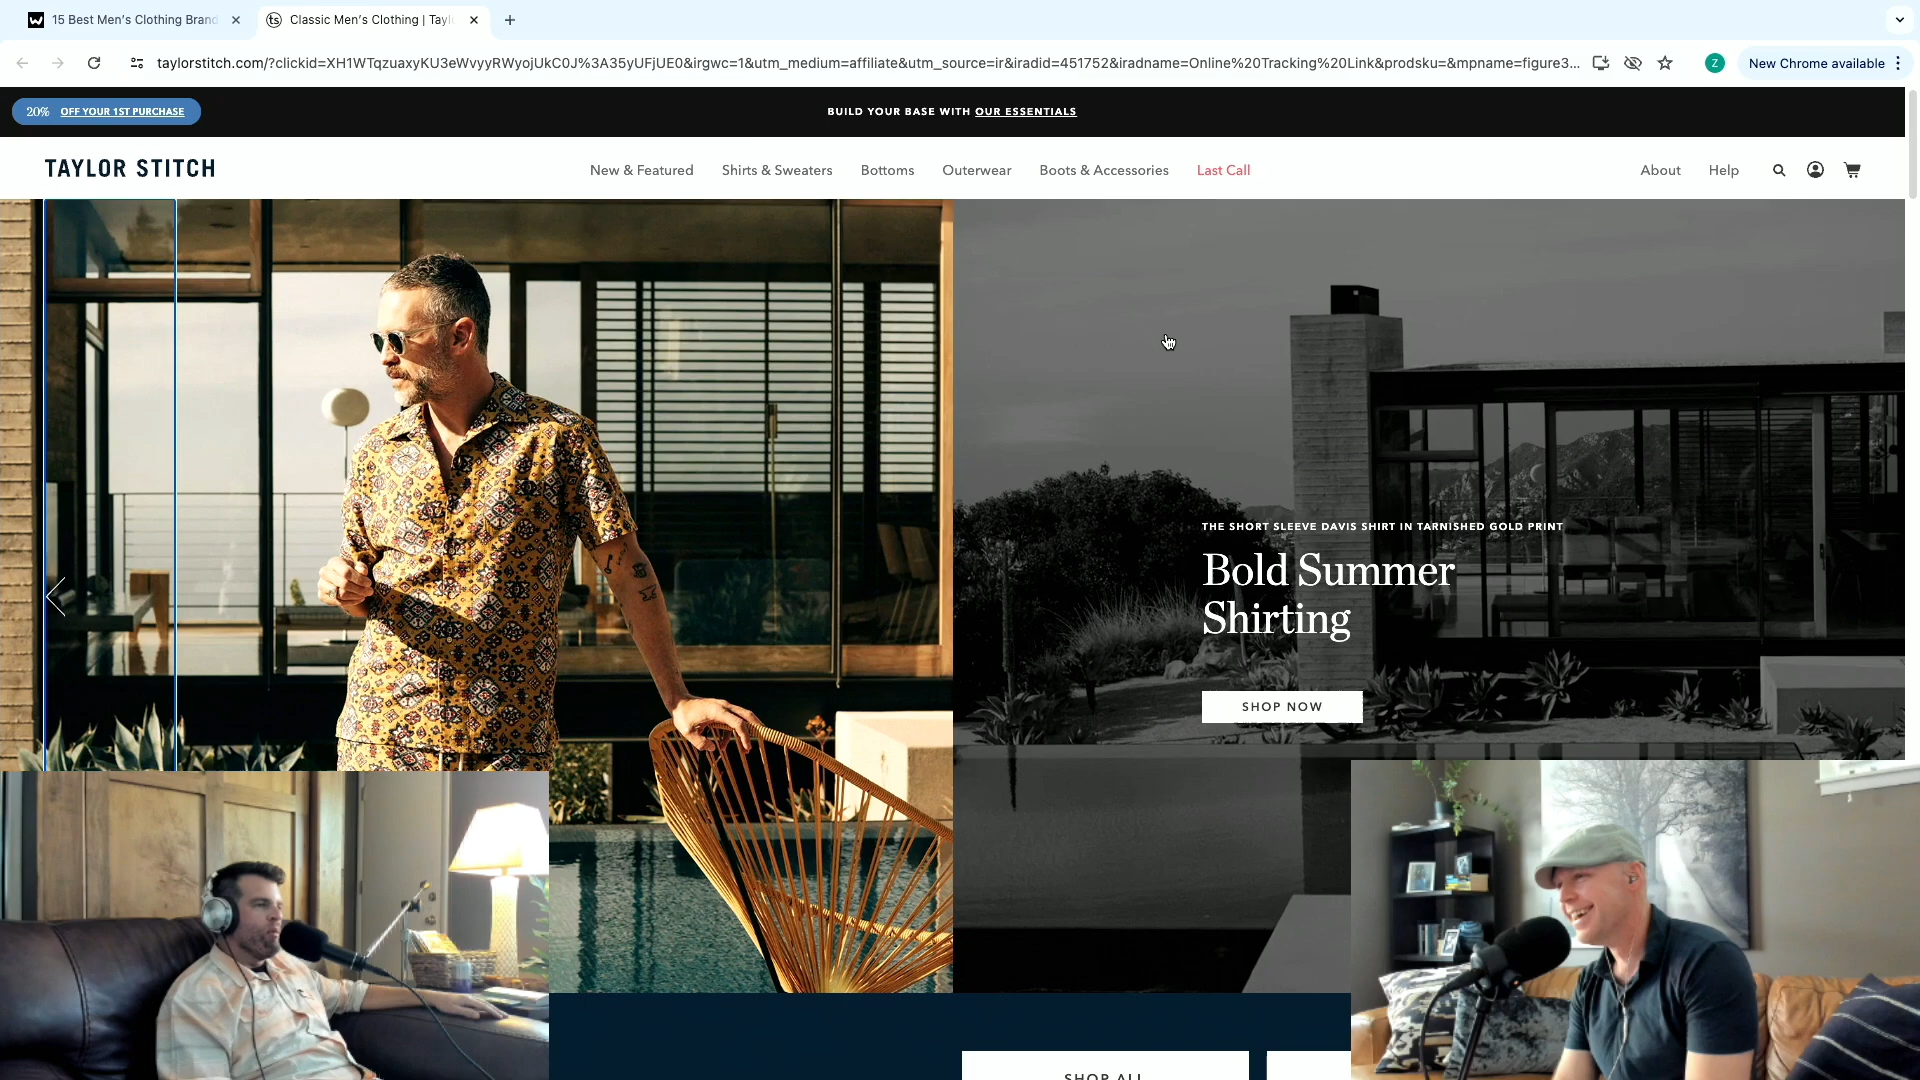 15 Best Men's Clothing Brand
Classic Men's Clothing | Tayl
taylorstitch.com/?clickid=XH1WTqzuaxyKU3eWvyyRWyojUkC0J%3A35yUFjUE0&irgwc=1&utm_medium=affiliate&utm_source=ir&iradid=451752&iradname=Online%20Tracking%20Link&prodsku=&mpname=figure3...
Z
New Chrome available
20% OFF YOUR 1ST PURCHASE
BUILD YOUR BASE WITH OUR ESSENTIALS
TAYLOR STITCH
New & Featured
Shirts & Sweaters
Bottoms
Outerwear
Boots & Accessories
Last Call
About
Help
THE SHORT SLEEVE DAVIS SHIRT IN TARNISHED GOLD PRINT
Bold Summer
Shirting
SHOP NOW
SHOP ALL